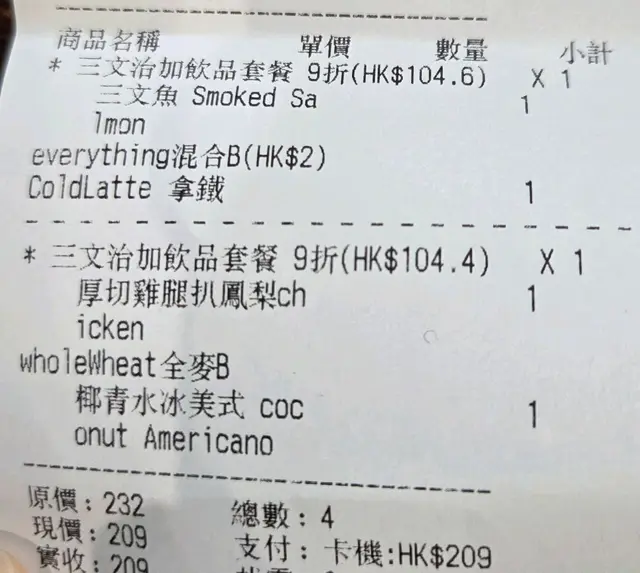 商品名稱 單價 數量 小計
* 三文治加飲品套餐 9折(HK$104.6) X 1
三文魚 Smoked Sa 1
lmon
everything混合B(HK$2)
ColdLatte 拿鐵 1
* 三文治加飲品套餐 9折(HK$104.4) X 1
厚切雞腿扒鳳梨ch 1
icken
wholeWheat全麥B
椰青水冰美式 coc 1
onut Americano
原價: 232 總數: 4
現價: 209 支付: 卡機:HK$209
實收: 209